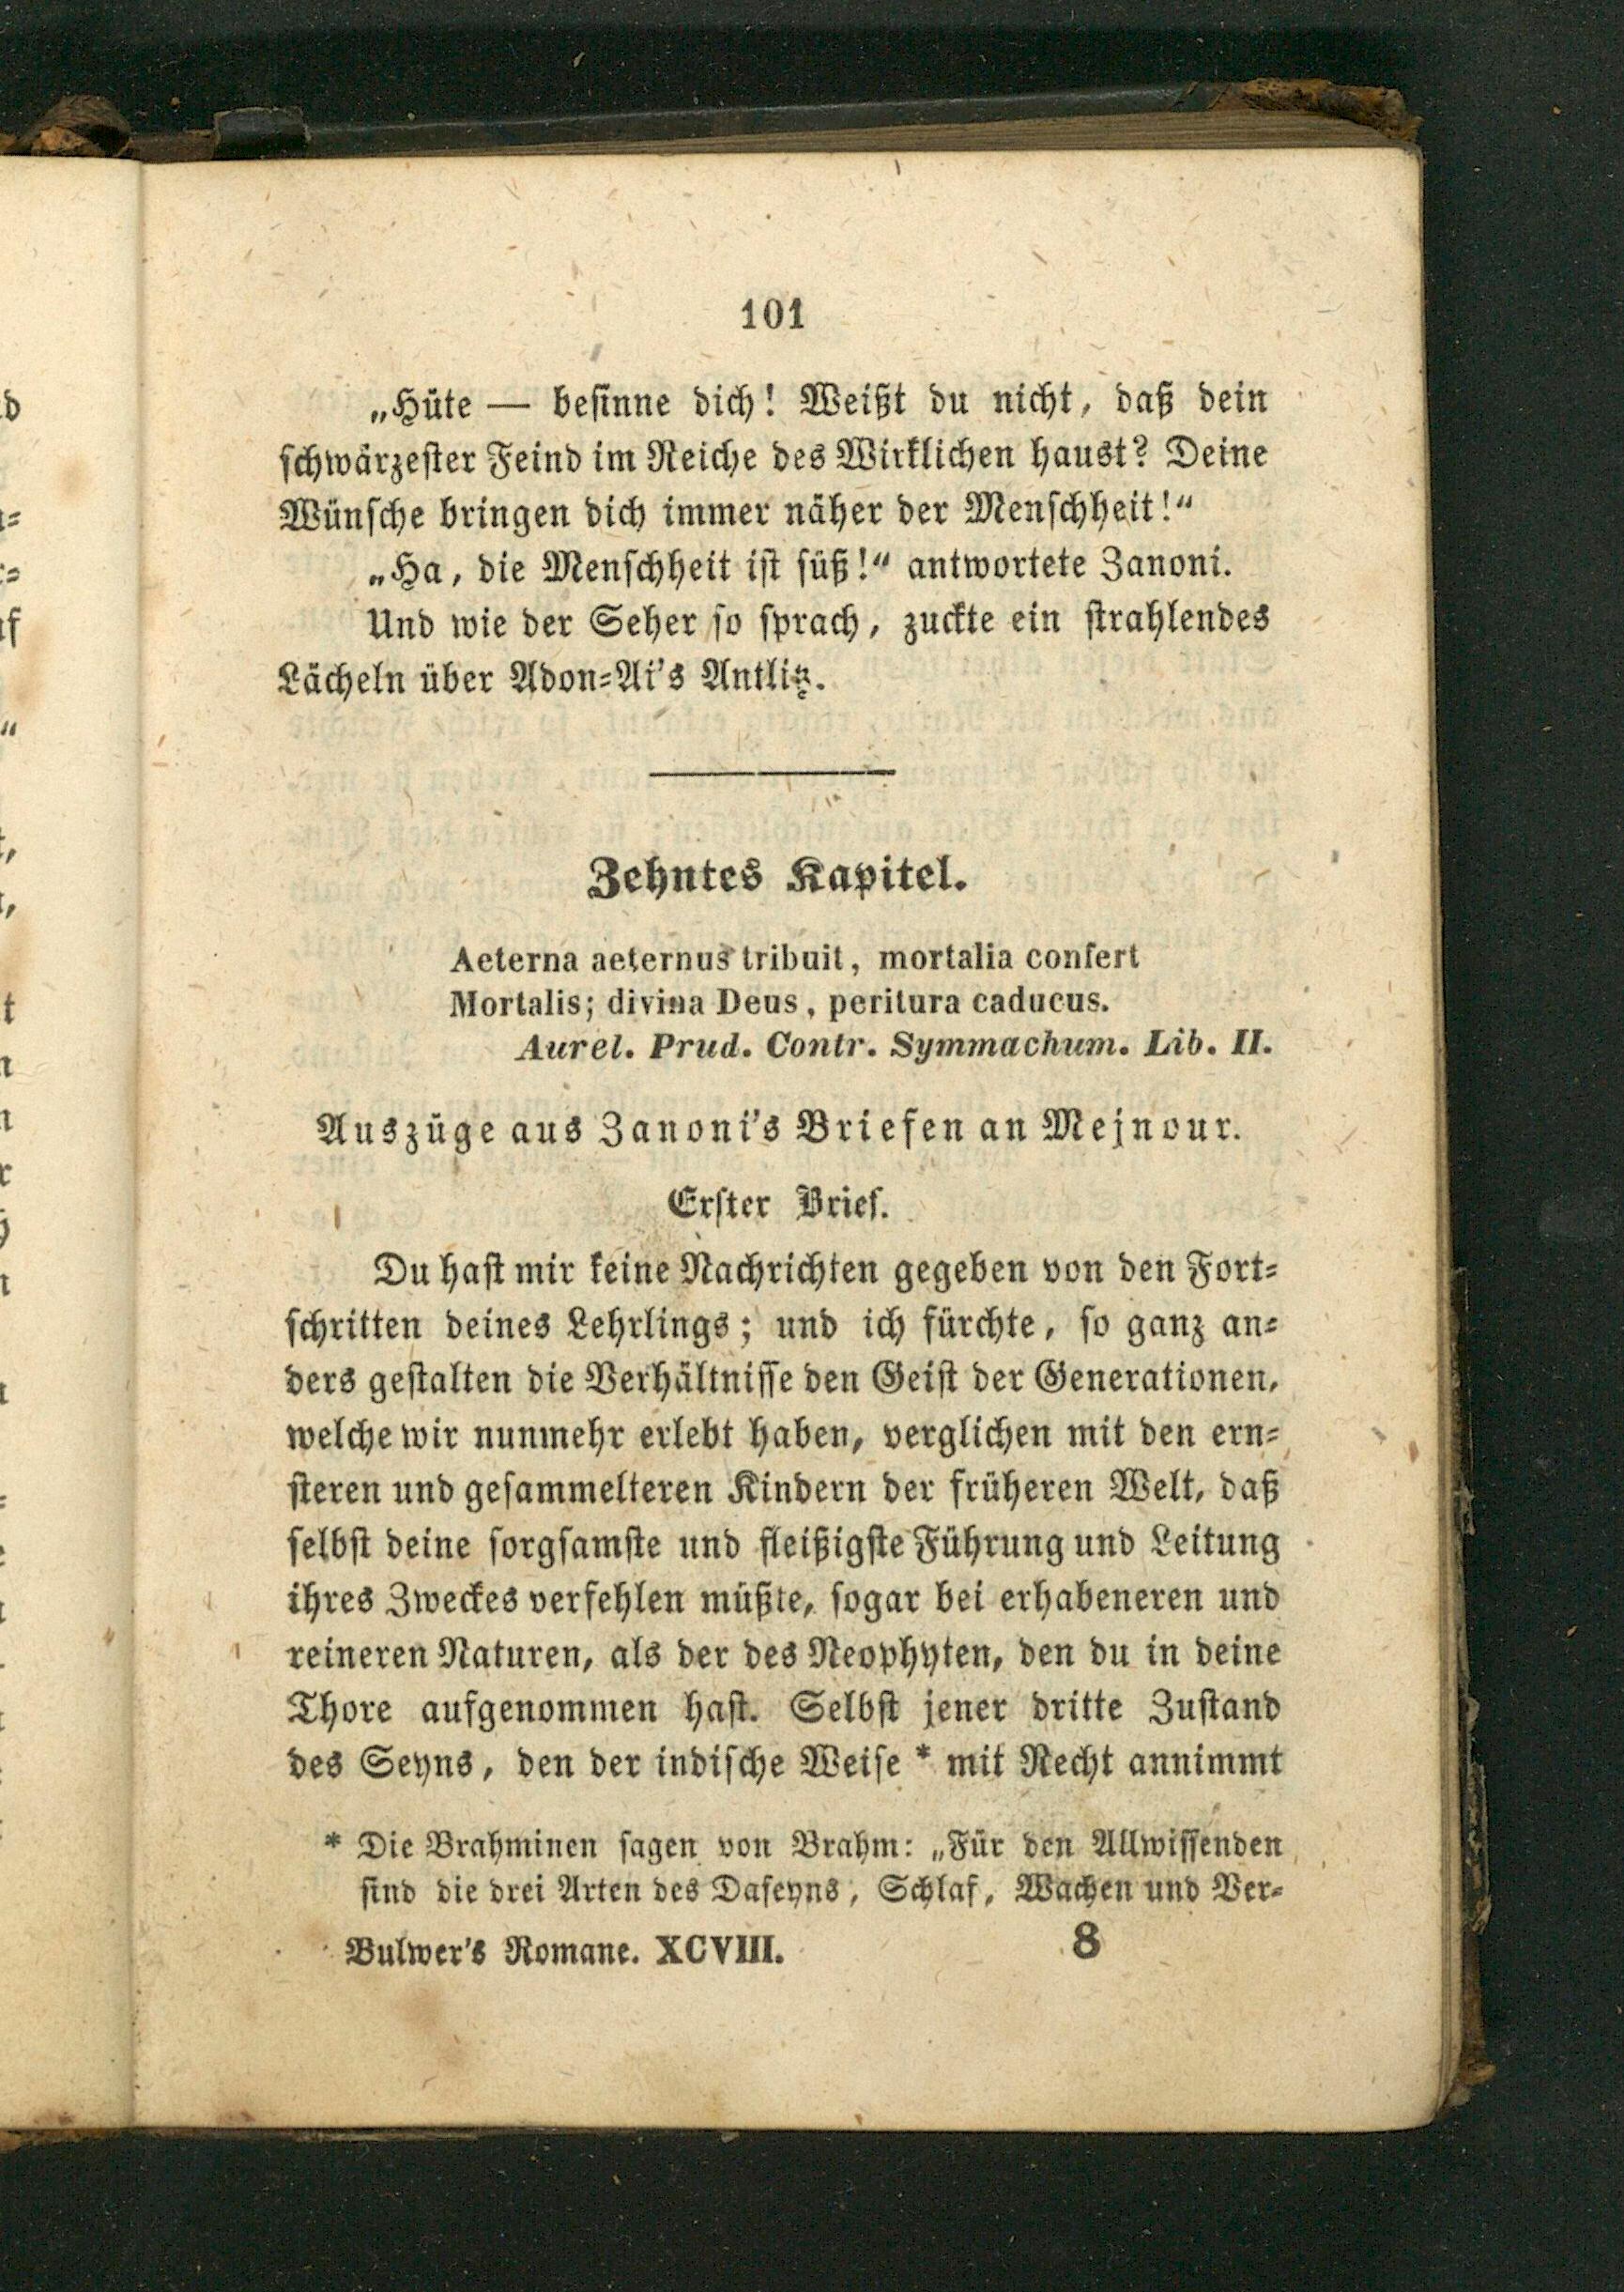 101
„Hüte — besinne dich! Weißt du nicht, daß dein
schwärzester Feind im Reiche des Wirklichen haust? Deine
Wünsche bringen dich immer näher der Menschheit!“
„Ha, die Menschheit ist süß!“ antwortete Zanoni.
Und wie der Seher so sprach, zuckte ein strahlendes
Lächeln über Adon-Ai's Antlitz.
Zehntes Kapitel.
Aeterna aeternus tribuit, mortalia confert
Mortalis; divina Deus, peritura caducus.
Aurel. Prud. Contr. Symmachum. Lib. II.
Auszüge aus Zanoni's Briefen an Mejnour.
Erster Brief.
Du hast mir keine Nachrichten gegeben von den Fort-
schritten deines Lehrlings; und ich fürchte, so ganz an-
ders gestalten die Verhältnisse den Geist der Generationen,
welche wir nunmehr erlebt haben, verglichen mit den ern-
steren und gesammelteren Kindern der früheren Welt, daß
selbst deine sorgsamste und fleißigste Führung und Leitung
ihres Zweckes verfehlen müßte, sogar bei erhabeneren und
reineren Naturen, als der des Neophyten, den du in deine
Thore aufgenommen hast. Selbst jener dritte Zustand
des Seyns, den der indische Weise * mit Recht annimmt
* Die Brahminen sagen von Brahm: „Für den Allwissenden
sind die drei Arten des Daseyns, Schlaf, Wachen und Ver-
Bulwer's Romane. XCVIII. 8